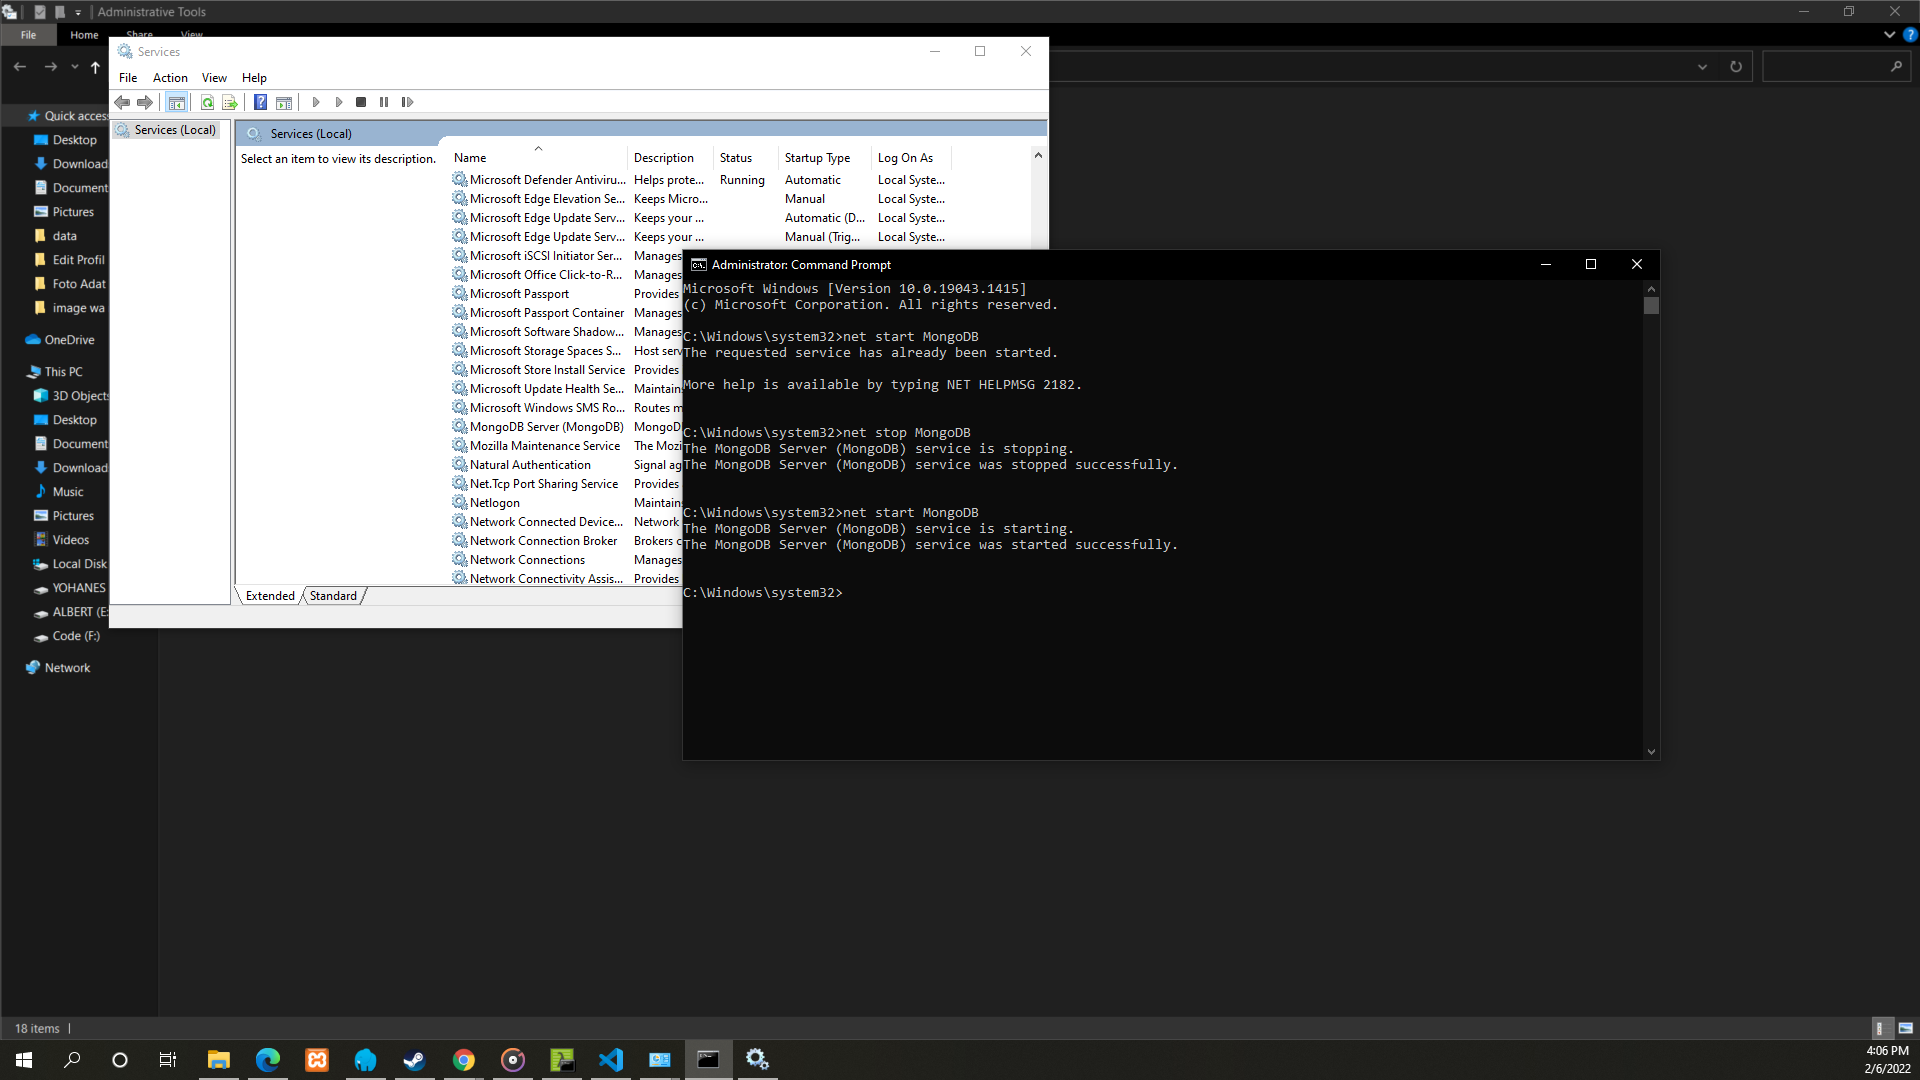 Administrative Tools
File
Home
Share
View
Quick access
Desktop
Download
Document
Pictures
data
Edit Profil
Foto Adat
image wa
OneDrive
This PC
3D Objects
Desktop
Document
Download
Music
Pictures
Videos
Local Disk
YOHANES
ALBERT (E:
Code (F:)
Network
18 items
Services
File
Action
View
Help
Services (Local)
Services (Local)
Select an item to view its description.
Name Description Status Startup Type Log On As
Microsoft Defender Antiviru... Helps prote... Running Automatic Local Syste...
Microsoft Edge Elevation Se... Keeps Micro... Manual Local Syste...
Microsoft Edge Update Serv... Keeps your ... Automatic (D... Local Syste...
Microsoft Edge Update Serv... Keeps your ... Manual (Trig... Local Syste...
Microsoft iSCSI Initiator Ser... Manages
Microsoft Office Click-to-R... Manages
Microsoft Passport Provides
Microsoft Passport Container Manages
Microsoft Software Shadow... Manages
Microsoft Storage Spaces S... Host serv
Microsoft Store Install Service Provides
Microsoft Update Health Se... Maintain
Microsoft Windows SMS Ro... Routes m
MongoDB Server (MongoDB) MongoD
Mozilla Maintenance Service The Mozi
Natural Authentication Signal ag
Net.Tcp Port Sharing Service Provides
Netlogon Maintain
Network Connected Device... Network
Network Connection Broker Brokers c
Network Connections Manages
Network Connectivity Assis... Provides
Extended
Standard
Administrator: Command Prompt
Microsoft Windows [Version 10.0.19043.1415]
(c) Microsoft Corporation. All rights reserved.
C:\Windows\system32>net start MongoDB
The requested service has already been started.
More help is available by typing NET HELPMSG 2182.
C:\Windows\system32>net stop MongoDB
The MongoDB Server (MongoDB) service is stopping.
The MongoDB Server (MongoDB) service was stopped successfully.
C:\Windows\system32>net start MongoDB
The MongoDB Server (MongoDB) service is starting.
The MongoDB Server (MongoDB) service was started successfully.
C:\Windows\system32>
4:06 PM
2/6/2022